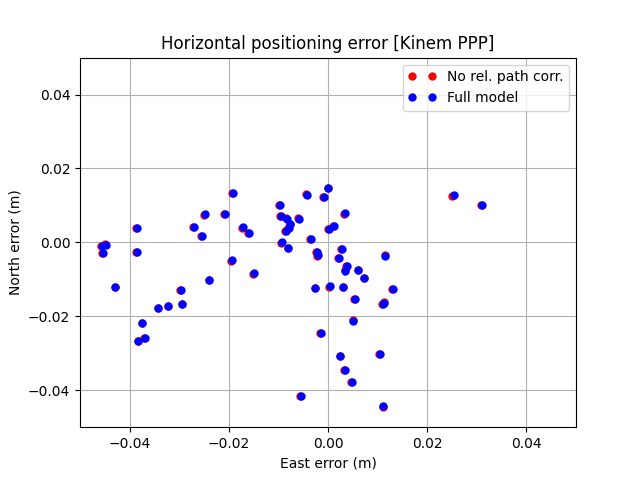 Horizontal positioning error [Kinem PPP]
No rel. path corr.
Full model
0.04
0.02
0.00
−0.02
−0.04
North error (m)
−0.04 −0.02 0.00 0.02 0.04
East error (m)